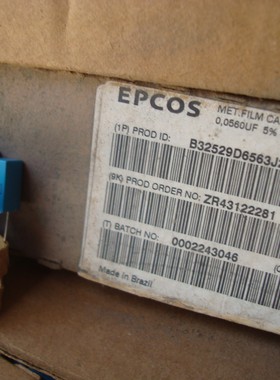 EPCOS
MET.FILM CA
0,0560UF 5%
(1P) PROD ID: B32529D6563J
(9K) PROD ORDER NO: ZR43122281
(T) BATCH NO: 0002243046
Made in Brazil